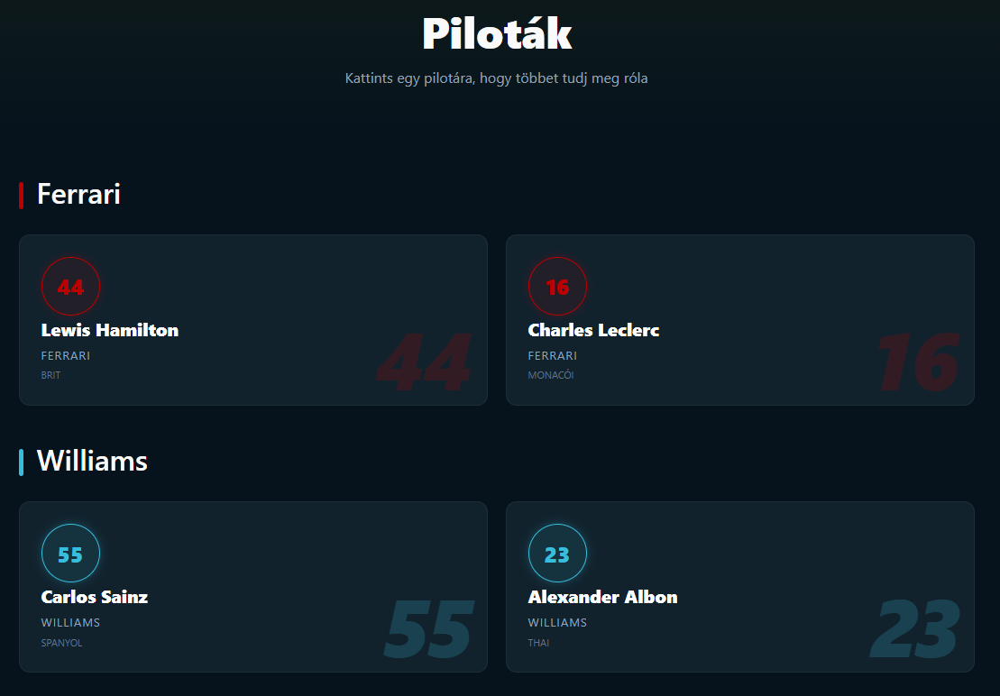 Pilóták
Kattints egy pilotára, hogy többet tudj meg róla
Ferrari
44
Lewis Hamilton
FERRARI
BRIT
44
16
Charles Leclerc
FERRARI
MONACÓI
16
Williams
55
Carlos Sainz
WILLIAMS
SPANYOL
55
23
Alexander Albon
WILLIAMS
THAI
23